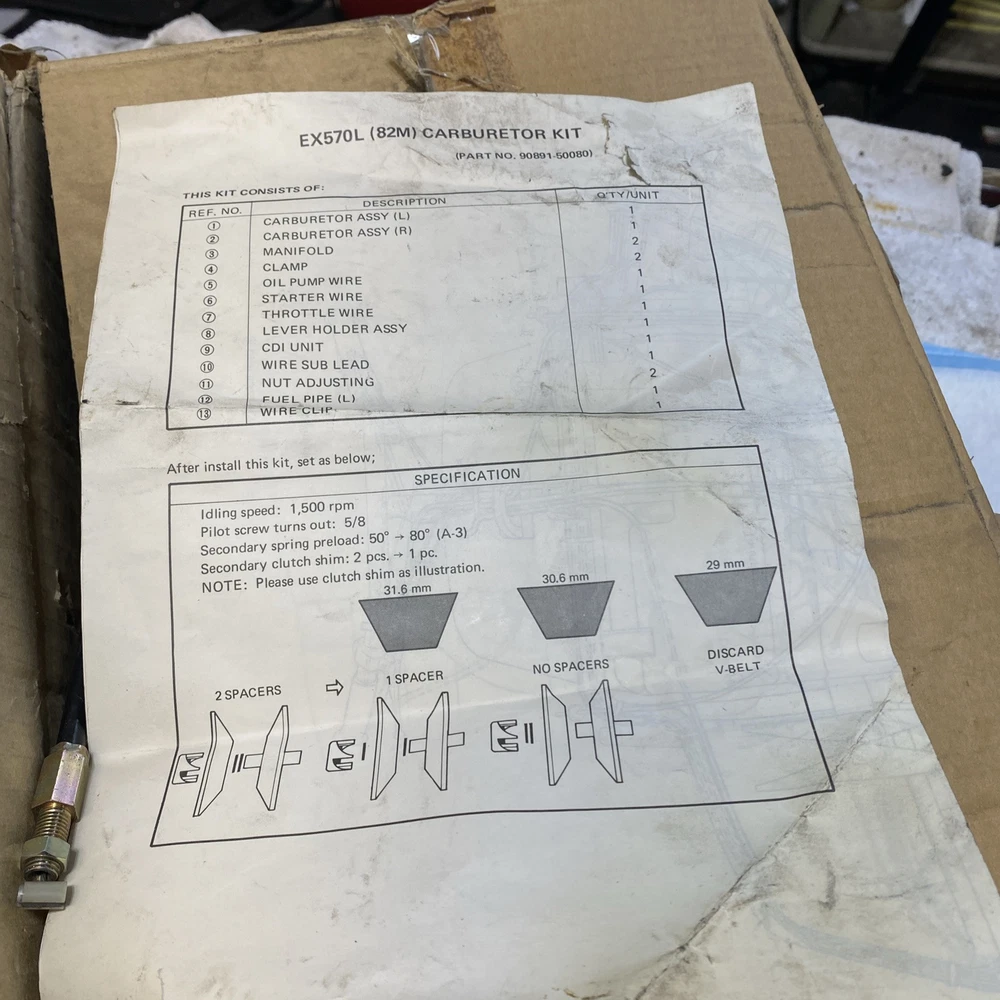 EX570L (82M) CARBURETOR KIT
(PART NO. 90891-50080)
THIS KIT CONSISTS OF:
REF. NO. DESCRIPTION Q'TY/UNIT
① CARBURETOR ASSY (L) 1
② CARBURETOR ASSY (R) 1
③ MANIFOLD 2
④ CLAMP 2
⑤ OIL PUMP WIRE 1
⑥ STARTER WIRE 1
⑦ THROTTLE WIRE 1
⑧ LEVER HOLDER ASSY 1
⑨ CDI UNIT 1
⑩ WIRE SUB LEAD 1
⑪ NUT ADJUSTING 2
⑫ FUEL PIPE (L) 1
⑬ WIRE CLIP 1
After install this kit, set as below;
SPECIFICATION
Idling speed: 1,500 rpm
Pilot screw turns out: 5/8
Secondary spring preload: 50° → 80° (A-3)
Secondary clutch shim: 2 pcs. → 1 pc.
NOTE: Please use clutch shim as illustration.
31.6 mm 30.6 mm 29 mm
2 SPACERS ⇨ 1 SPACER NO SPACERS DISCARD
V-BELT